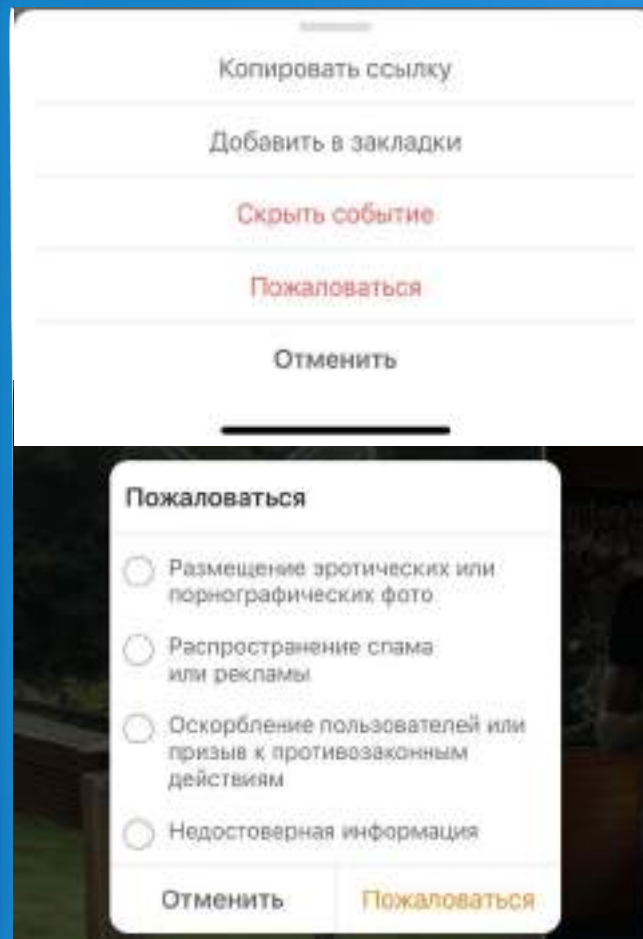 Копировать ссылку
Добавить в закладки
Скрыть событие
Пожаловаться
Отменить
Пожаловаться
Размещение эротических или
порнографических фото
Распространение спама
или рекламы
Оскорбление пользователей или
призыв к противозаконным
действиям
Недостоверная информация
Отменить
Пожаловаться